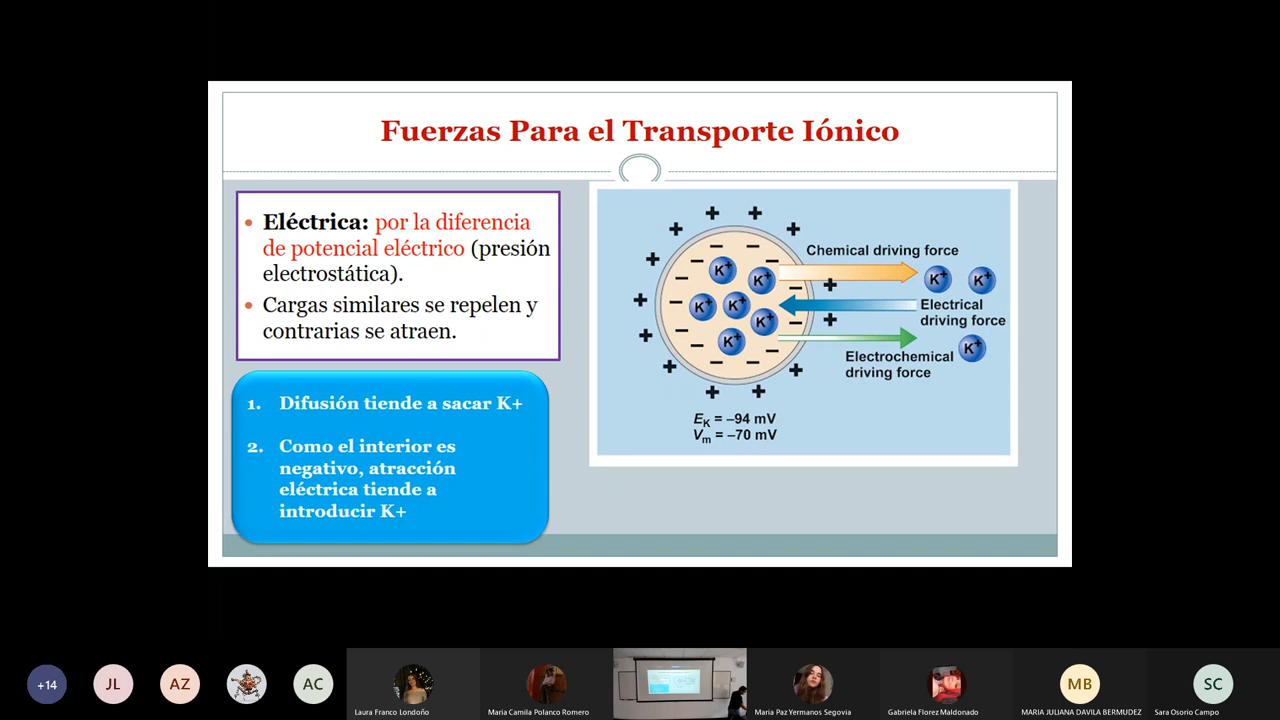 Fuerzas Para el Transporte Iónico
• Eléctrica: por la diferencia
de potencial eléctrico (presión
electrostática).
• Cargas similares se repelen y
contrarias se atraen.
1. Difusión tiende a sacar K+
2. Como el interior es
negativo, atracción
eléctrica tiende a
introducir K+
+ + + + + + + + + + + + + +
− − − − − − − − − − − − − −
Chemical driving force
K+ K+ K+ K+
K+ K+ K+
Electrical
driving force
K+ K+
Electrochemical
driving force
EK = –94 mV
Vm = –70 mV
+14
JL
AZ
AC
Laura Franco Londoño
Maria Camila Polanco Romero
Maria Paz Yermanos Segovia
Gabriela Florez Maldonado
MB
MARIA JULIANA DAVILA BERMUDEZ
SC
Sara Osorio Campo